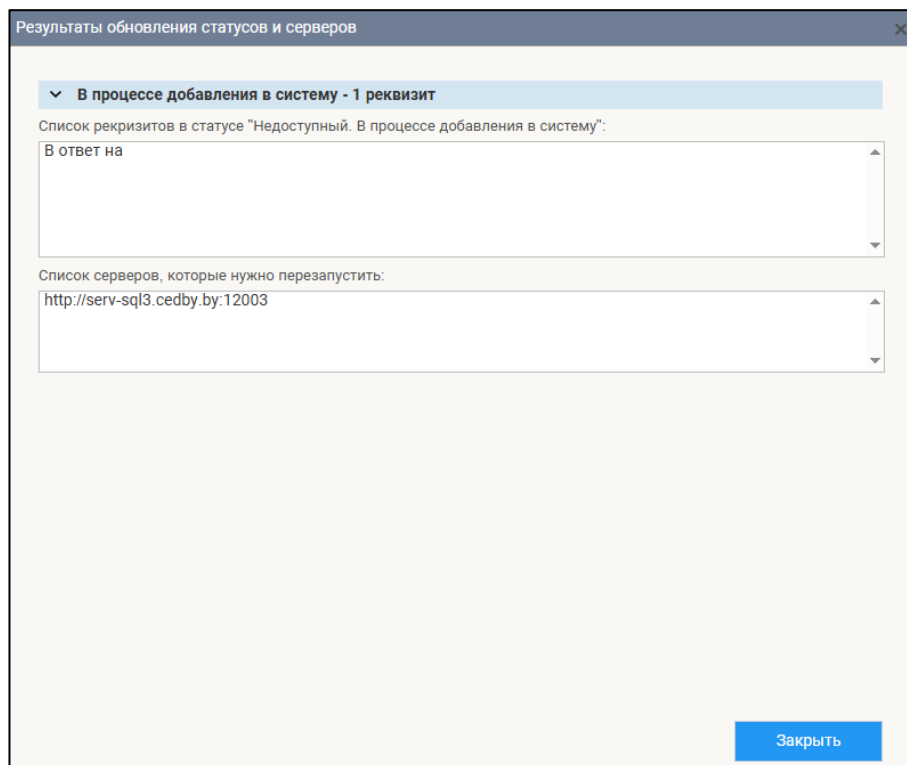 Результаты обновления статусов и серверов
В процессе добавления в систему - 1 реквизит
Список рекризитов в статусе "Недоступный. В процессе добавления в систему":
В ответ на
Список серверов, которые нужно перезапустить:
http://serv-sql3.cedby.by:12003
Закрыть